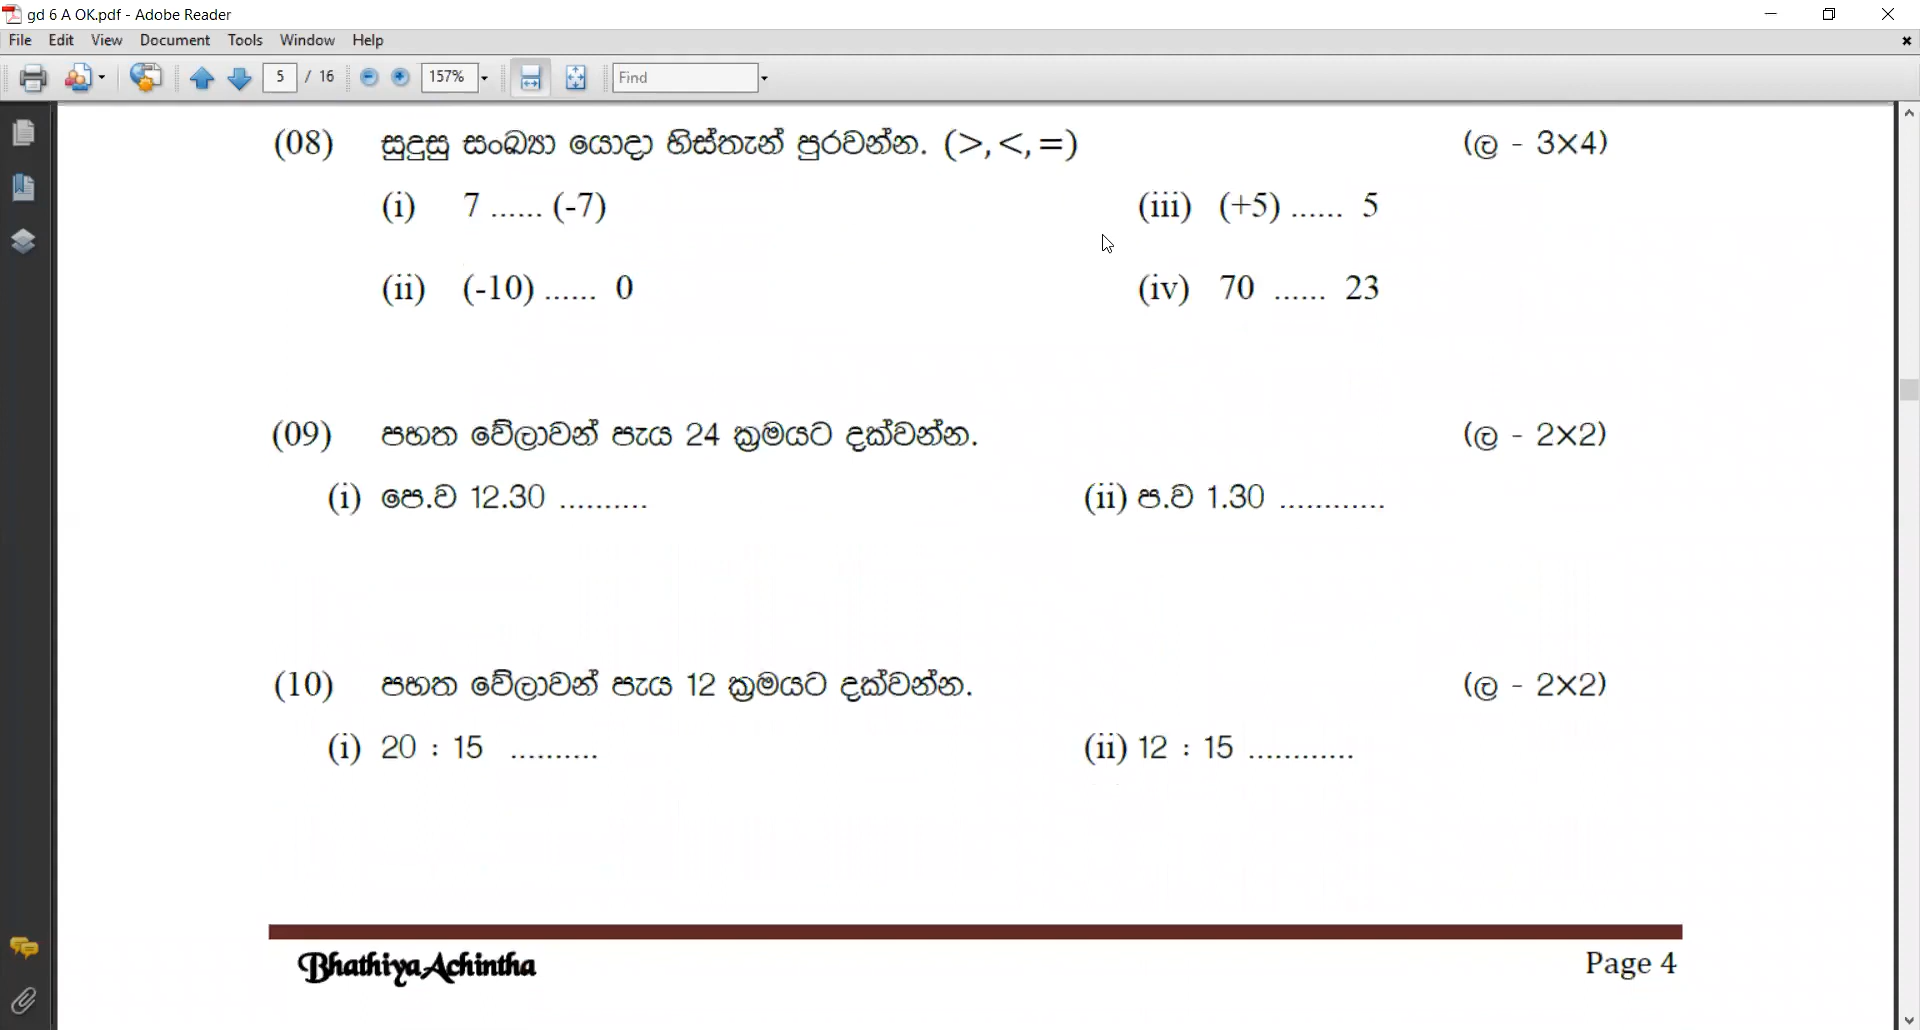 gd 6 A OK.pdf - Adobe Reader
File Edit View Document Tools Window Help
5 / 16 157% Find
(08) සුදුසු සංඛ්‍යා යොදා හිස්තැන් පුරවන්න. (>,<,=) (ල - 3×4)
(i) 7 ...... (-7) (iii) (+5) ...... 5
(ii) (-10) ...... 0 (iv) 70 ...... 23
(09) පහත වේලාවන් පැය 24 ක්‍රමයට දක්වන්න. (ල - 2×2)
(i) පෙ.ව 12.30 .......... (ii) ප.ව 1.30 ............
(10) පහත වේලාවන් පැය 12 ක්‍රමයට දක්වන්න. (ල - 2×2)
(i) 20 : 15 .......... (ii) 12 : 15 ............
Bhathiya Achintha Page 4